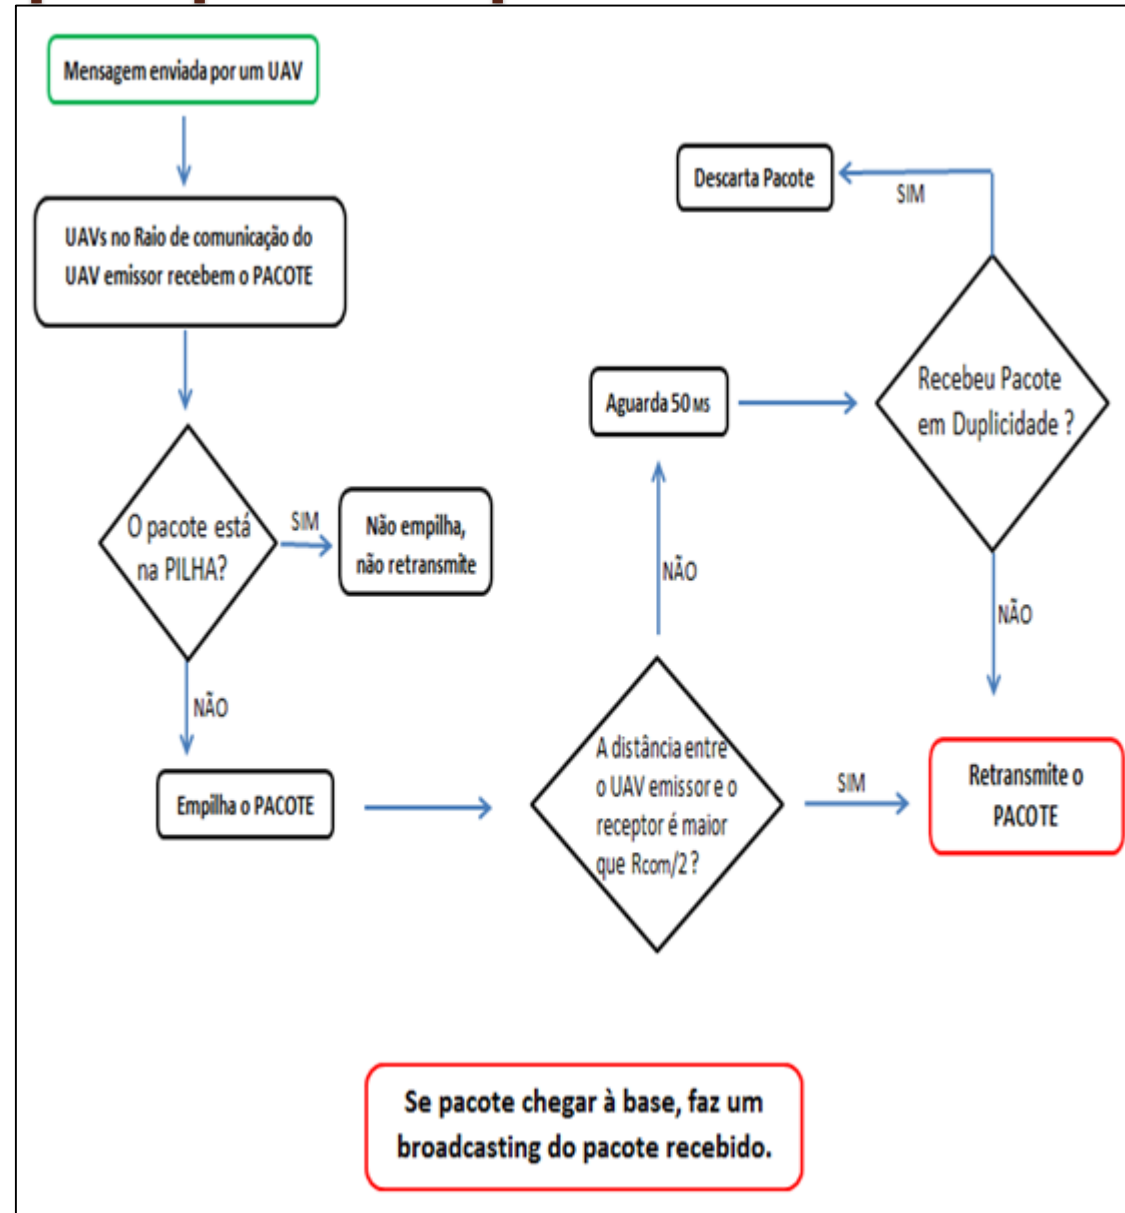 Mensagem enviada por um UAV
UAVs no Raio de comunicação do
UAV emissor recebem o PACOTE
O pacote está
na PILHA?
SIM
Não empilha,
não retransmite
NÃO
Empilha o PACOTE
A distância entre
o UAV emissor e o
receptor é maior
que Rcom/2 ?
NÃO
Aguarda 50 MS
Recebeu Pacote
em Duplicidade ?
SIM
Descarta Pacote
NÃO
SIM
Retransmite o
PACOTE
Se pacote chegar à base, faz um
broadcasting do pacote recebido.